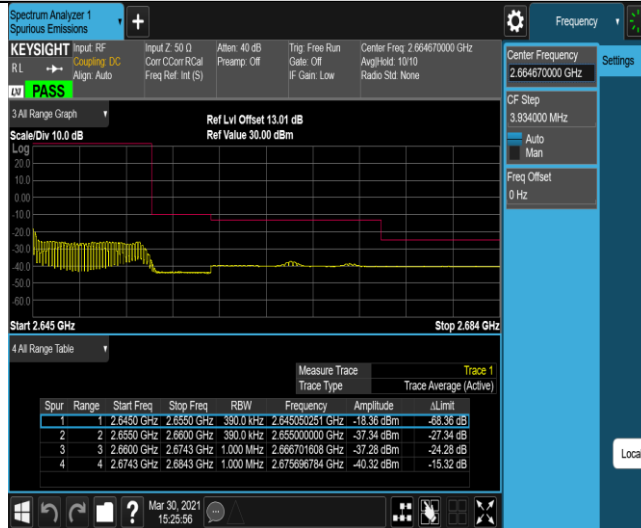 Spectrum Analyzer 1
Spurious Emissions
Frequency
KEYSIGHT
RL
Input: RF
Coupling: DC
Align: Auto
Input Z: 50 Ω
Corr CCorr RCal
Freq Ref: Int (S)
Atten: 40 dB
Preamp: Off
Trig: Free Run
Gate: Off
IF Gain: Low
Center Freq: 2.664670000 GHz
Avg|Hold: 10/10
Radio Std: None
LXI PASS
Center Frequency
2.664670000 GHz
Settings
CF Step
3.934000 MHz
Auto
Man
Freq Offset
0 Hz
3 All Range Graph
Ref Lvl Offset 13.01 dB
Scale/Div 10.0 dB
Ref Value 30.00 dBm
Log
20.0
10.0
0.00
-10.0
-20.0
-30.0
-40.0
-50.0
-60.0
Start 2.645 GHz
Stop 2.684 GHz
4 All Range Table
Measure Trace Trace 1
Trace Type Trace Average (Active)
Spur Range Start Freq Stop Freq RBW Frequency Amplitude ΔLimit
1 1 2.6450 GHz 2.6550 GHz 390.0 kHz 2.645050251 GHz -18.36 dBm -68.36 dB
2 2 2.6550 GHz 2.6600 GHz 390.0 kHz 2.655000000 GHz -37.34 dBm -27.34 dB
3 3 2.6600 GHz 2.6743 GHz 1.000 MHz 2.666701608 GHz -37.28 dBm -24.28 dB
4 4 2.6743 GHz 2.6843 GHz 1.000 MHz 2.675696784 GHz -40.32 dBm -15.32 dB
Local
?
Mar 30, 2021
15:25:56